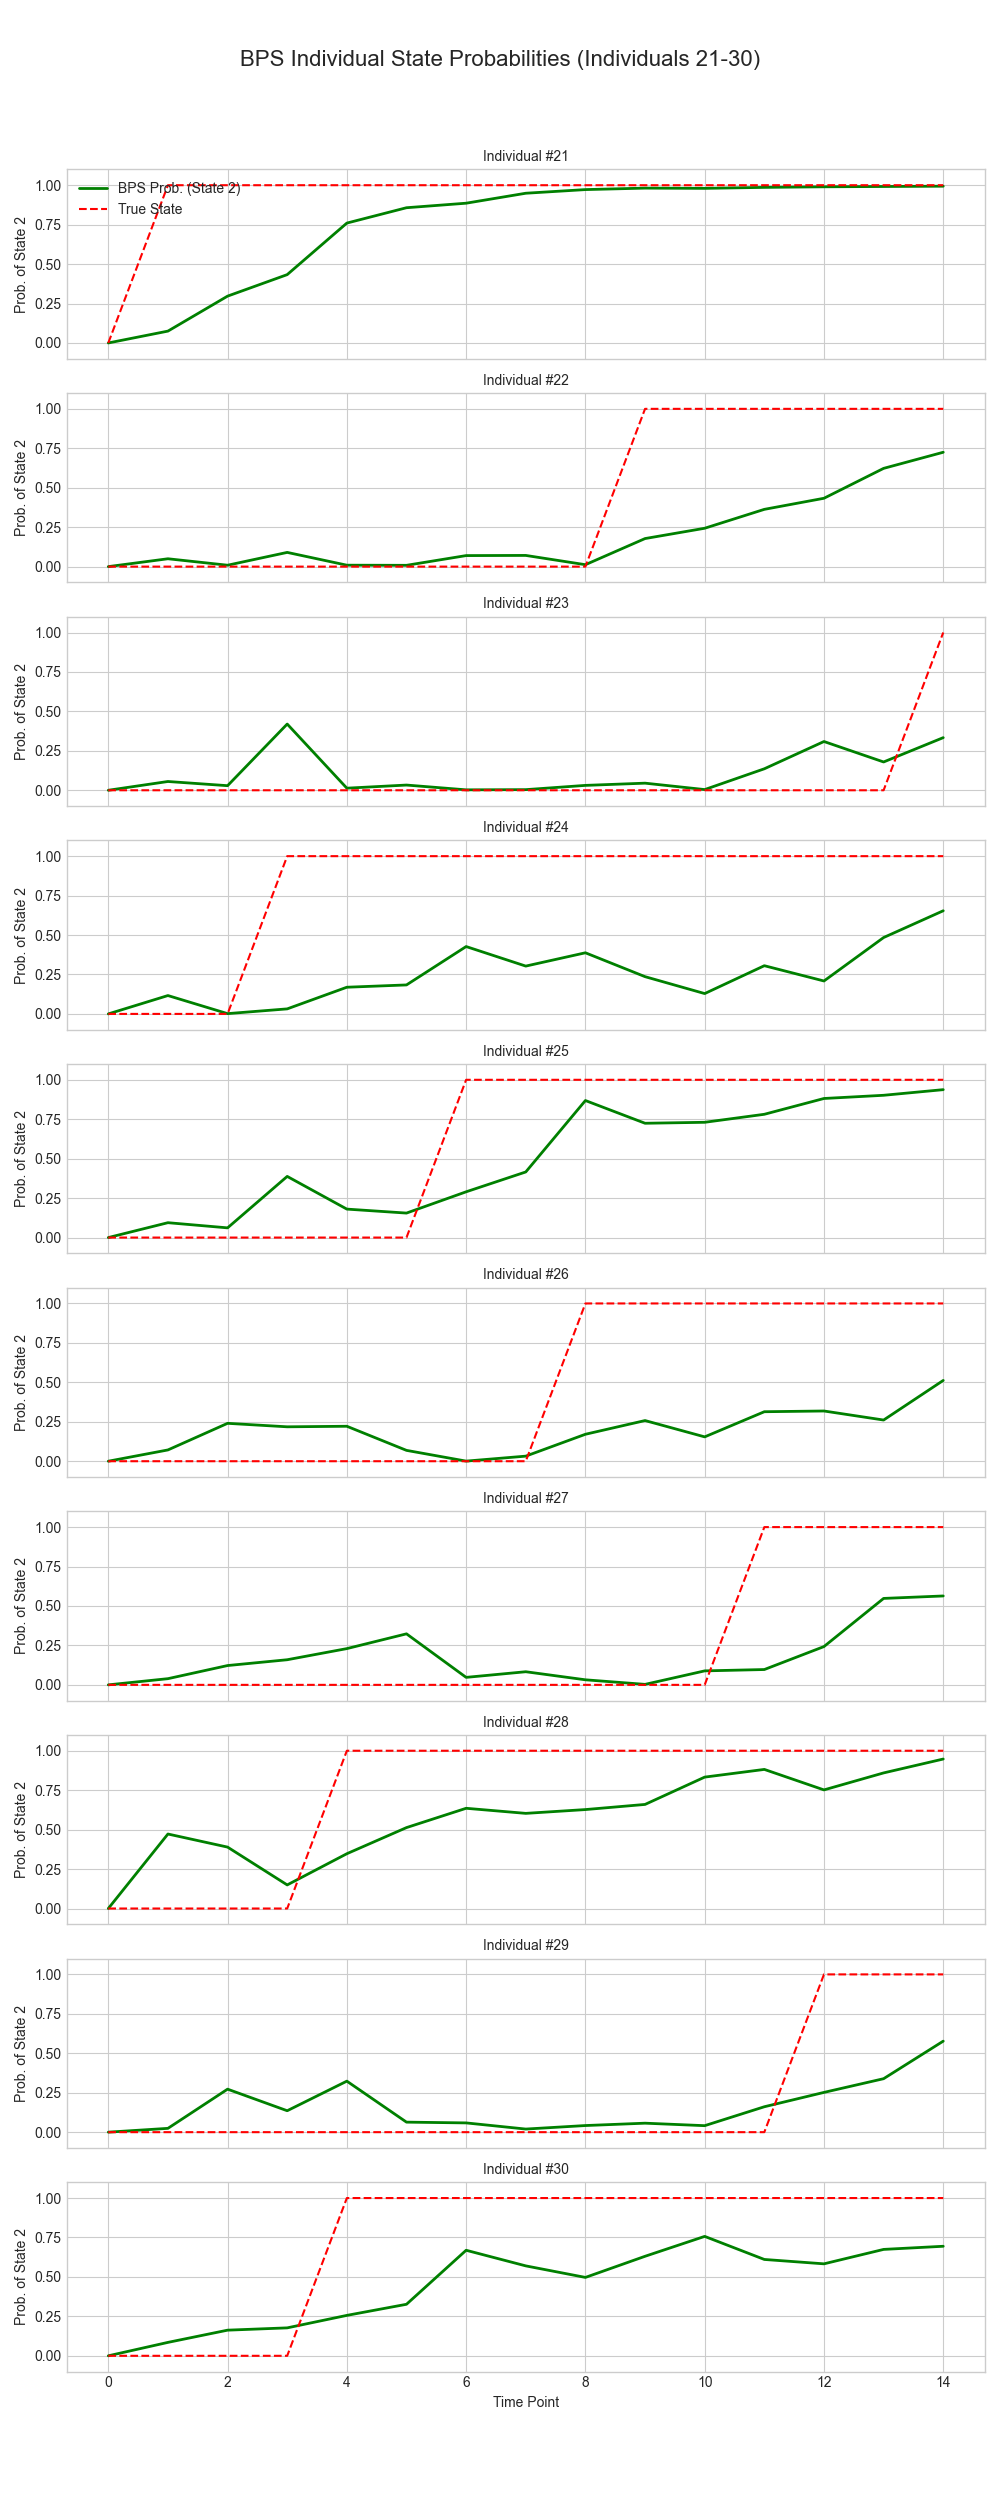 BPS Individual State Probabilities (Individuals 21-30)
Individual #21
BPS Prob. (State 2)
True State
Prob. of State 2
1.00
0.75
0.50
0.25
0.00
Individual #22
Prob. of State 2
1.00
0.75
0.50
0.25
0.00
Individual #23
Prob. of State 2
1.00
0.75
0.50
0.25
0.00
Individual #24
Prob. of State 2
1.00
0.75
0.50
0.25
0.00
Individual #25
Prob. of State 2
1.00
0.75
0.50
0.25
0.00
Individual #26
Prob. of State 2
1.00
0.75
0.50
0.25
0.00
Individual #27
Prob. of State 2
1.00
0.75
0.50
0.25
0.00
Individual #28
Prob. of State 2
1.00
0.75
0.50
0.25
0.00
Individual #29
Prob. of State 2
1.00
0.75
0.50
0.25
0.00
Individual #30
Prob. of State 2
1.00
0.75
0.50
0.25
0.00
0 2 4 6 8 10 12 14
Time Point